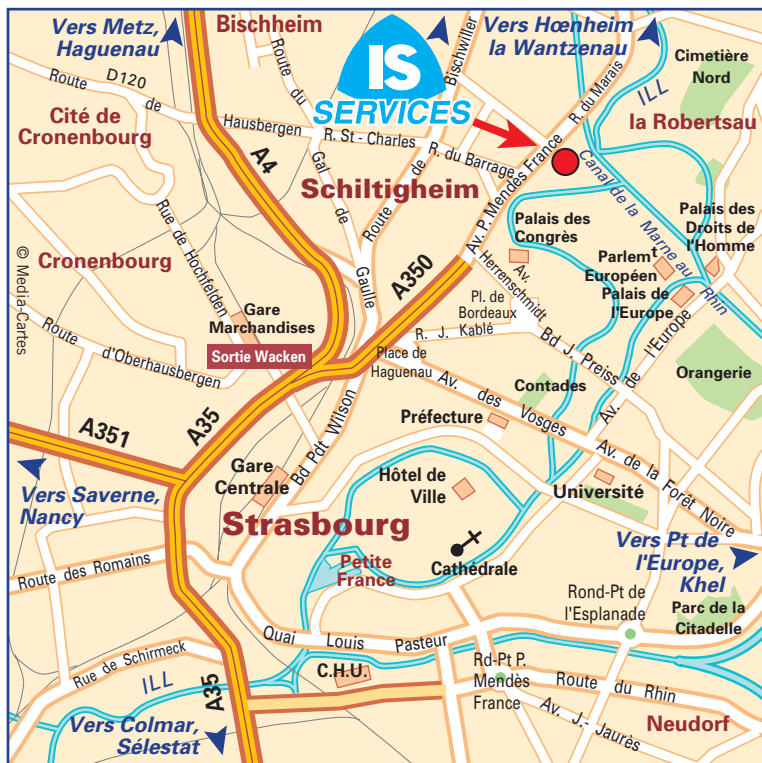 Vers Metz,
Haguenau
Bischheim
IS
SERVICES
Bischwiller
Route de
Vers Hœnheim
la Wantzenau
Cimetière
Nord
ILL
R. du Marais
la Robertsau
Route de
D120
Hausbergen
Cité de
Cronenbourg
A4
Route du
Gal de
Gaulle
R. St - Charles
R. du Barrage
Schiltigheim
Av. P. Mendès France
Canal de la Marne au Rhin
Palais des
Droits de
l'Homme
Palais des
Congrès
Parlemt
Européen
Palais de
l'Europe
© Media-Cartes
Cronenbourg
Rue de Hochfelden
A350
Av.
Herrenschmidt
Pl. de
Bordeaux
Gare
Marchandises
R. J. Kablé
Route
d'Oberhausbergen
Sortie Wacken
Place de
Haguenau
Bd J. Preiss
Av. de l'Europe
Orangerie
Contades
Av. des Vosges
Préfecture
A351
A35
Bd Pdt Wilson
Gare
Centrale
Hôtel de
Ville
Université
Av. de la Forêt Noire
Vers Saverne,
Nancy
Strasbourg
Vers Pt de
l'Europe,
Khel
Petite
France
Cathédrale
Route des Romains
Rond-Pt de
l'Esplanade
Parc de la
Citadelle
Quai Louis Pasteur
Rue de Schirmeck
C.H.U.
Rd-Pt P.
Mendès
France
Route du Rhin
ILL
A35
Av. J.- Jaurès
Neudorf
Vers Colmar,
Sélestat